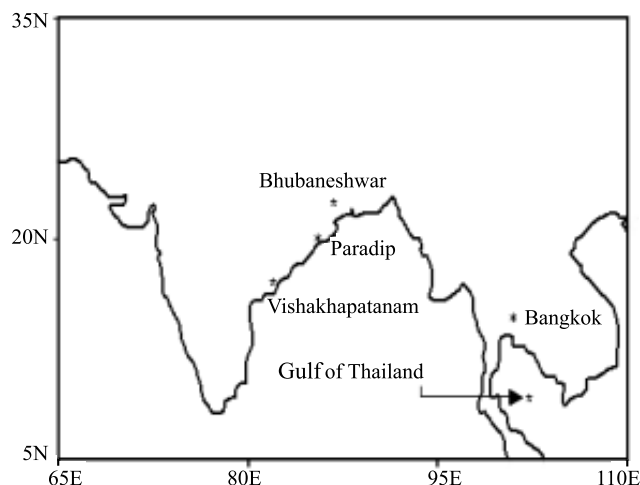 35N
Bhubaneshwar
20N
Paradip
Vishakhapatanam
Bangkok
Gulf of Thailand
5N
65E 80E 95E 110E